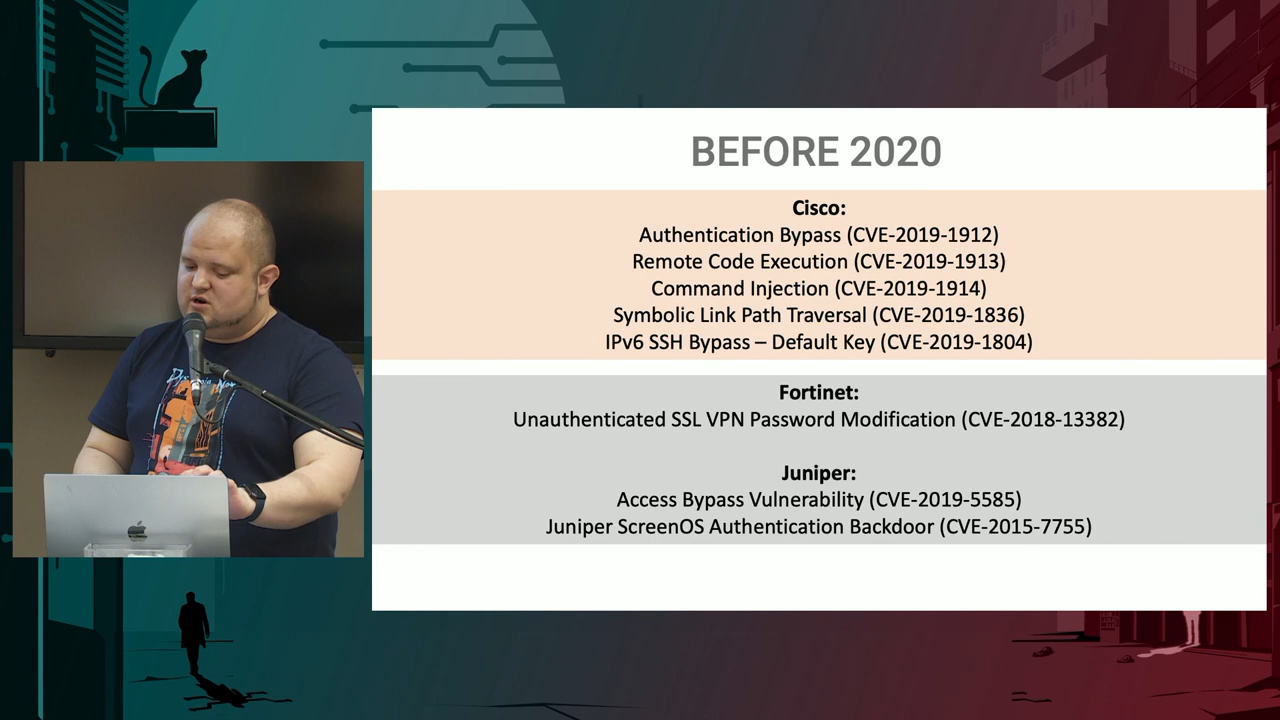 BEFORE 2020
Cisco:
Authentication Bypass (CVE-2019-1912)
Remote Code Execution (CVE-2019-1913)
Command Injection (CVE-2019-1914)
Symbolic Link Path Traversal (CVE-2019-1836)
IPv6 SSH Bypass – Default Key (CVE-2019-1804)
Fortinet:
Unauthenticated SSL VPN Password Modification (CVE-2018-13382)
Juniper:
Access Bypass Vulnerability (CVE-2019-5585)
Juniper ScreenOS Authentication Backdoor (CVE-2015-7755)